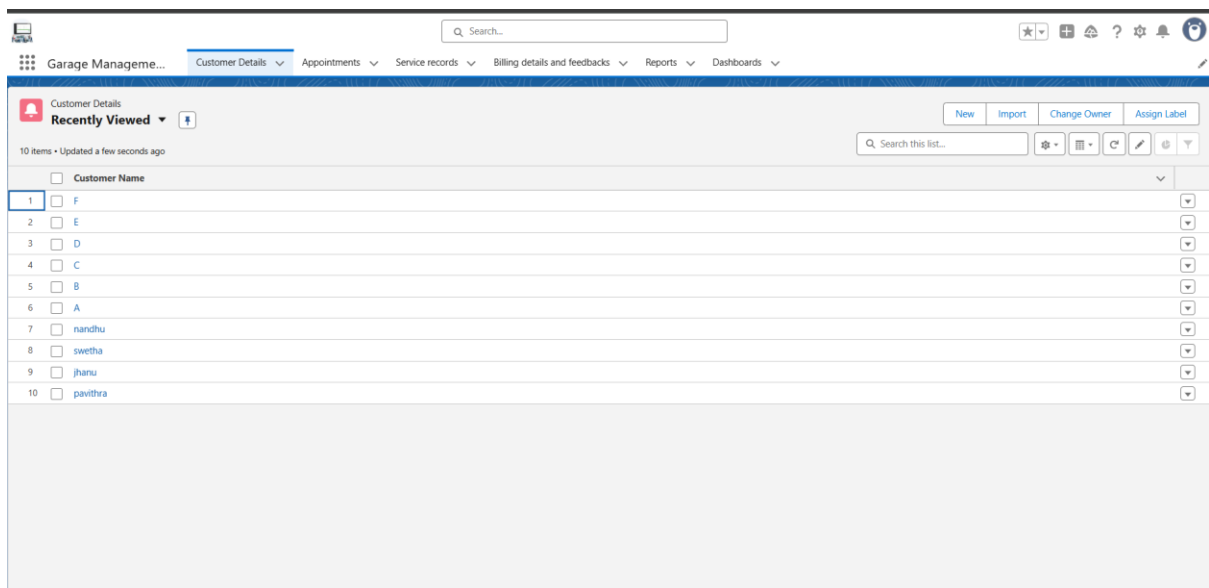 Search...
Garage Manageme... Customer Details Appointments Service records Billing details and feedbacks Reports Dashboards
Customer Details
Recently Viewed
New Import Change Owner Assign Label
10 items • Updated a few seconds ago
Search this list...
Customer Name
1 F
2 E
3 D
4 C
5 B
6 A
7 nandhu
8 swetha
9 jhanu
10 pavithra